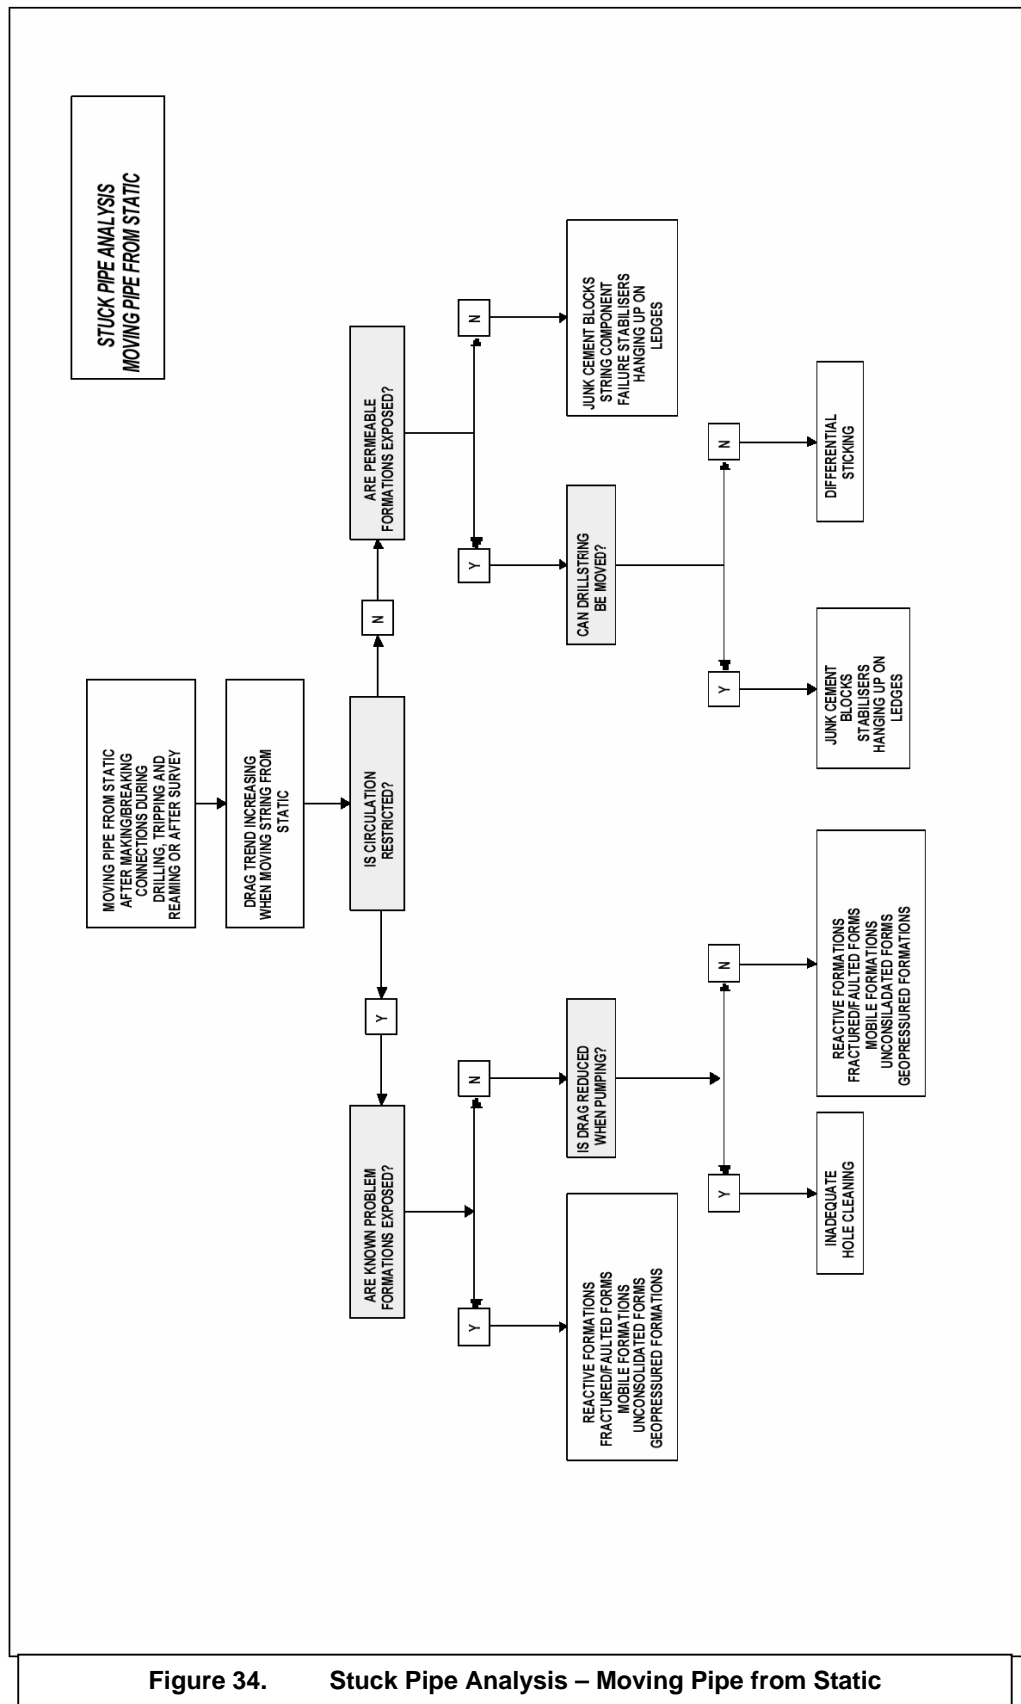 STUCK PIPE ANALYSIS
MOVING PIPE FROM STATIC
MOVING PIPE FROM STATIC
AFTER MAKING/BREAKING
CONNECTIONS DURING
DRILLING, TRIPPING AND
REAMING OR AFTER SURVEY
DRAG TREND INCREASING
WHEN MOVING STRING FROM
STATIC
IS CIRCULATION
RESTRICTED?
Y
N
ARE KNOWN PROBLEM
FORMATIONS EXPOSED?
ARE PERMEABLE
FORMATIONS EXPOSED?
Y
N
Y
N
REACTIVE FORMATIONS
FRACTURED/FAULTED FORMS
MOBILE FORMATIONS
UNCONSOLIDATED FORMS
GEOPRESSURED FORMATIONS
IS DRAG REDUCED
WHEN PUMPING?
CAN DRILLSTRING
BE MOVED?
JUNK CEMENT BLOCKS
STRING COMPONENT
FAILURE STABILISERS
HANGING UP ON
LEDGES
Y
N
Y
N
INADEQUATE
HOLE CLEANING
REACTIVE FORMATIONS
FRACTURED/FAULTED FORMS
MOBILE FORMATIONS
UNCONSILADATED FORMS
GEOPRESSURED FORMATIONS
JUNK CEMENT
BLOCKS
STABILISERS
HANGING UP ON
LEDGES
DIFFERENTIAL
STICKING
Figure 34. Stuck Pipe Analysis – Moving Pipe from Static